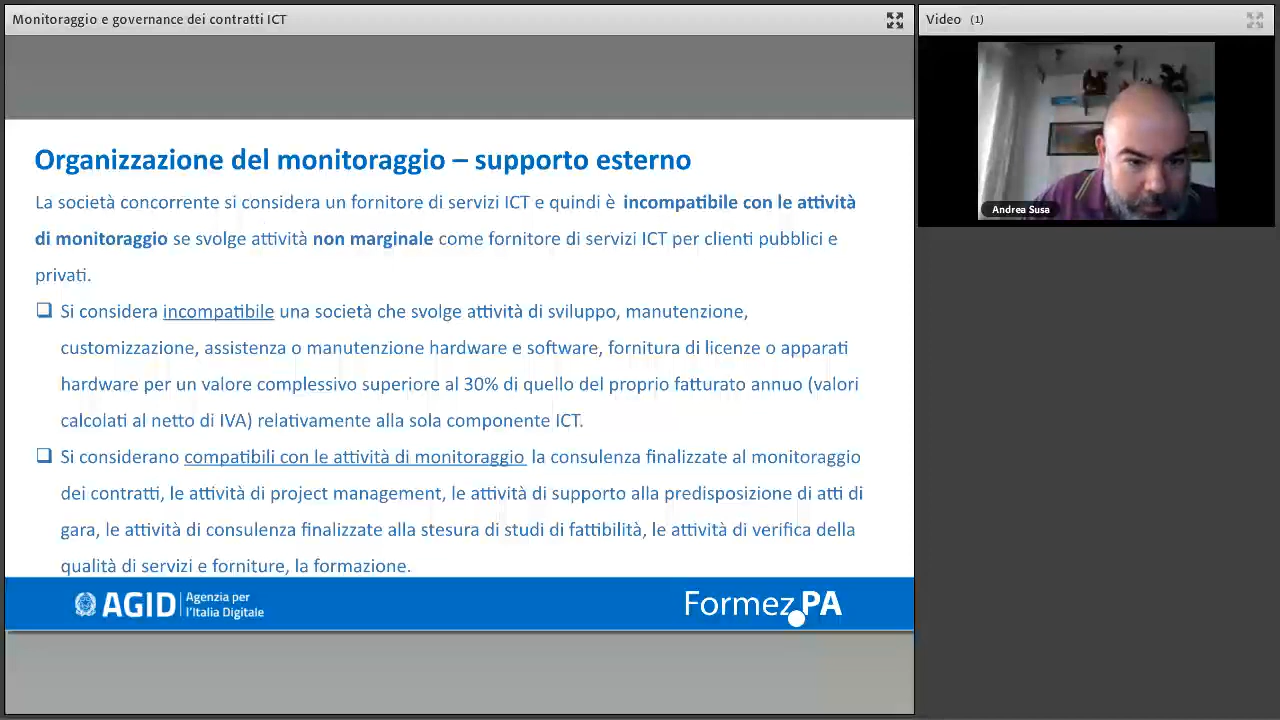 Monitoraggio e governance dei contratti ICT
Video (1)
Andrea Susa
Organizzazione del monitoraggio – supporto esterno
La società concorrente si considera un fornitore di servizi ICT e quindi è incompatibile con le attività
di monitoraggio se svolge attività non marginale come fornitore di servizi ICT per clienti pubblici e
privati.
❑ Si considera incompatibile una società che svolge attività di sviluppo, manutenzione,
customizzazione, assistenza o manutenzione hardware e software, fornitura di licenze o apparati
hardware per un valore complessivo superiore al 30% di quello del proprio fatturato annuo (valori
calcolati al netto di IVA) relativamente alla sola componente ICT.
❑ Si considerano compatibili con le attività di monitoraggio la consulenza finalizzate al monitoraggio
dei contratti, le attività di project management, le attività di supporto alla predisposizione di atti di
gara, le attività di consulenza finalizzate alla stesura di studi di fattibilità, le attività di verifica della
qualità di servizi e forniture, la formazione.
AGID Agenzia per
l'Italia Digitale
Formez PA